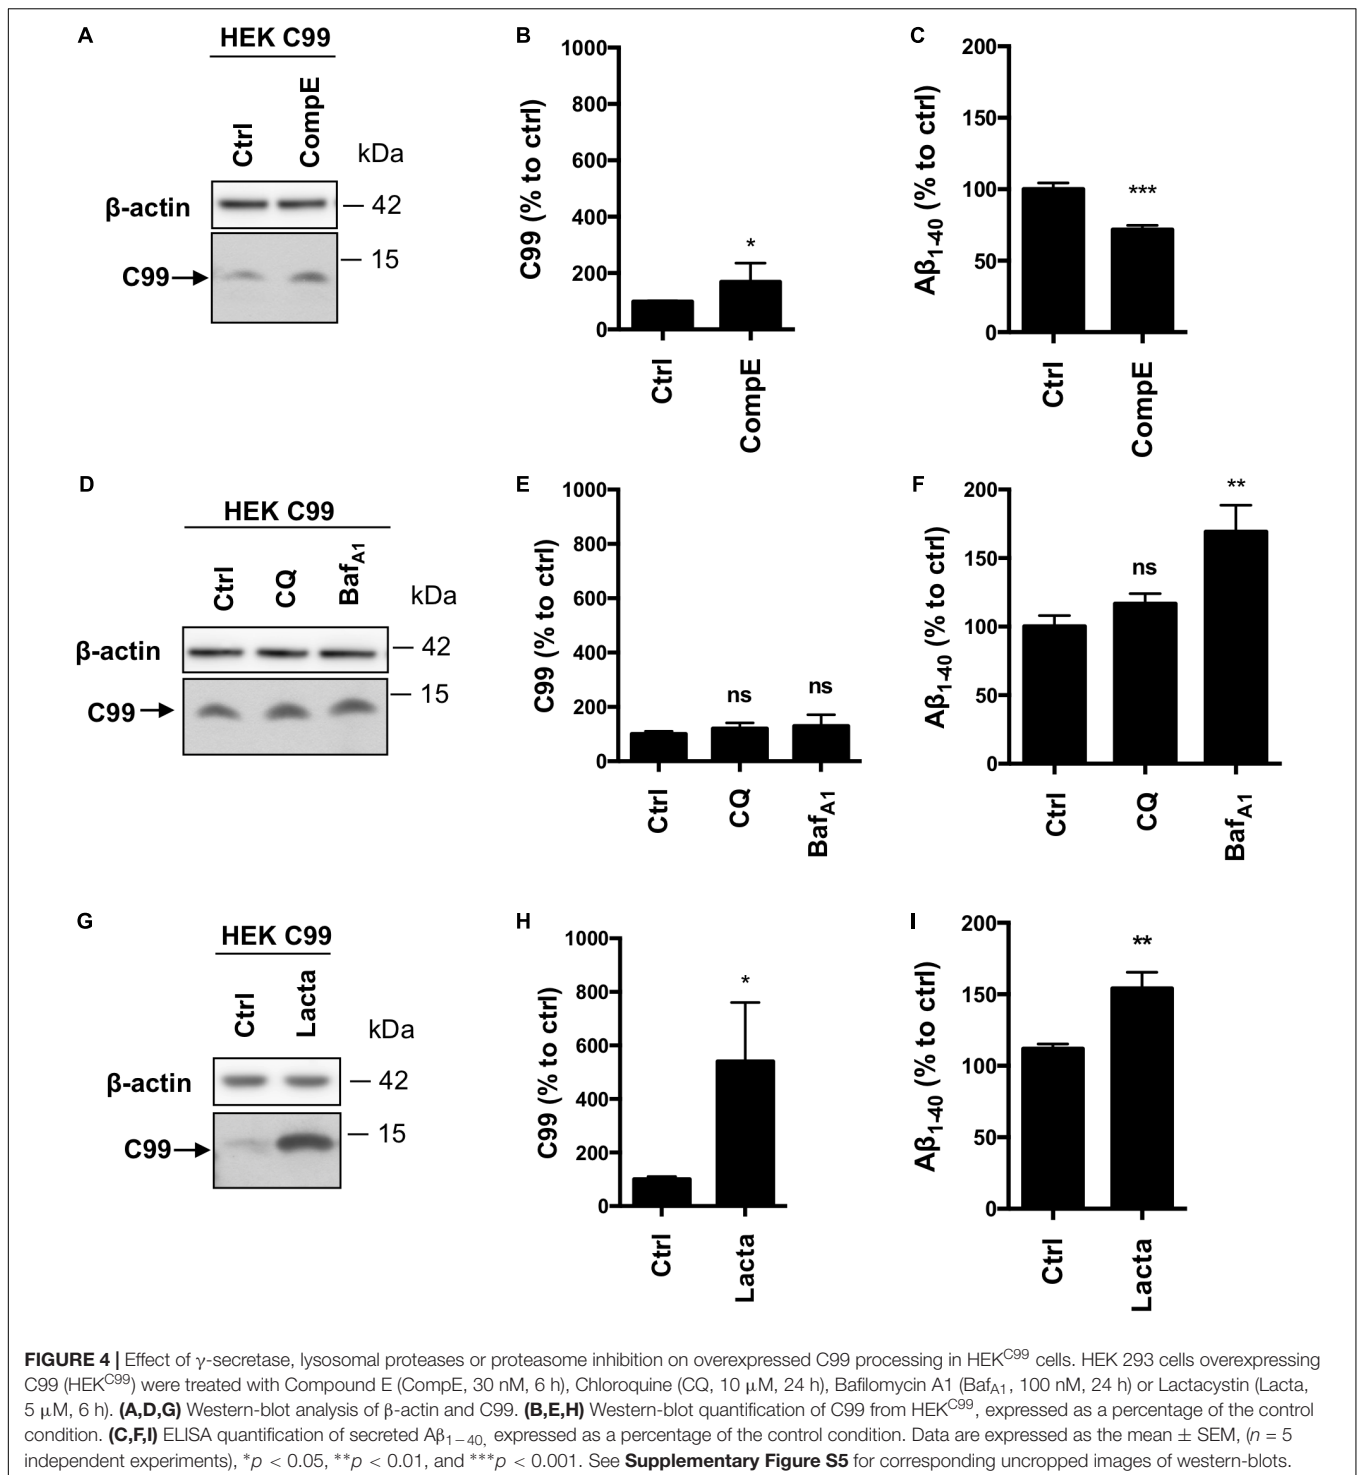 A
HEK C99
Ctrl
CompE
kDa
β-actin
42
15
C99
B
C99 (% to ctrl)
1000
800
600
400
200
0
*
Ctrl
CompE
C
Aβ1-40 (% to ctrl)
200
150
100
50
0
***
Ctrl
CompE
D
HEK C99
Ctrl
CQ
BafA1
kDa
β-actin
42
15
C99
E
C99 (% to ctrl)
1000
800
600
400
200
0
ns
ns
Ctrl
CQ
BafA1
F
Aβ1-40 (% to ctrl)
200
150
100
50
0
ns
**
Ctrl
CQ
BafA1
G
HEK C99
Ctrl
Lacta
kDa
β-actin
42
15
C99
H
C99 (% to ctrl)
1000
800
600
400
200
0
*
Ctrl
Lacta
I
Aβ1-40 (% to ctrl)
200
150
100
50
0
**
Ctrl
Lacta
FIGURE 4 | Effect of γ-secretase, lysosomal proteases or proteasome inhibition on overexpressed C99 processing in HEKC99 cells. HEK 293 cells overexpressing
C99 (HEKC99) were treated with Compound E (CompE, 30 nM, 6 h), Chloroquine (CQ, 10 μM, 24 h), Bafilomycin A1 (BafA1, 100 nM, 24 h) or Lactacystin (Lacta,
5 μM, 6 h). (A,D,G) Western-blot analysis of β-actin and C99. (B,E,H) Western-blot quantification of C99 from HEKC99, expressed as a percentage of the control
condition. (C,F,I) ELISA quantification of secreted Aβ1−40, expressed as a percentage of the control condition. Data are expressed as the mean ± SEM, (n = 5
independent experiments), *p < 0.05, **p < 0.01, and ***p < 0.001. See Supplementary Figure S5 for corresponding uncropped images of western-blots.